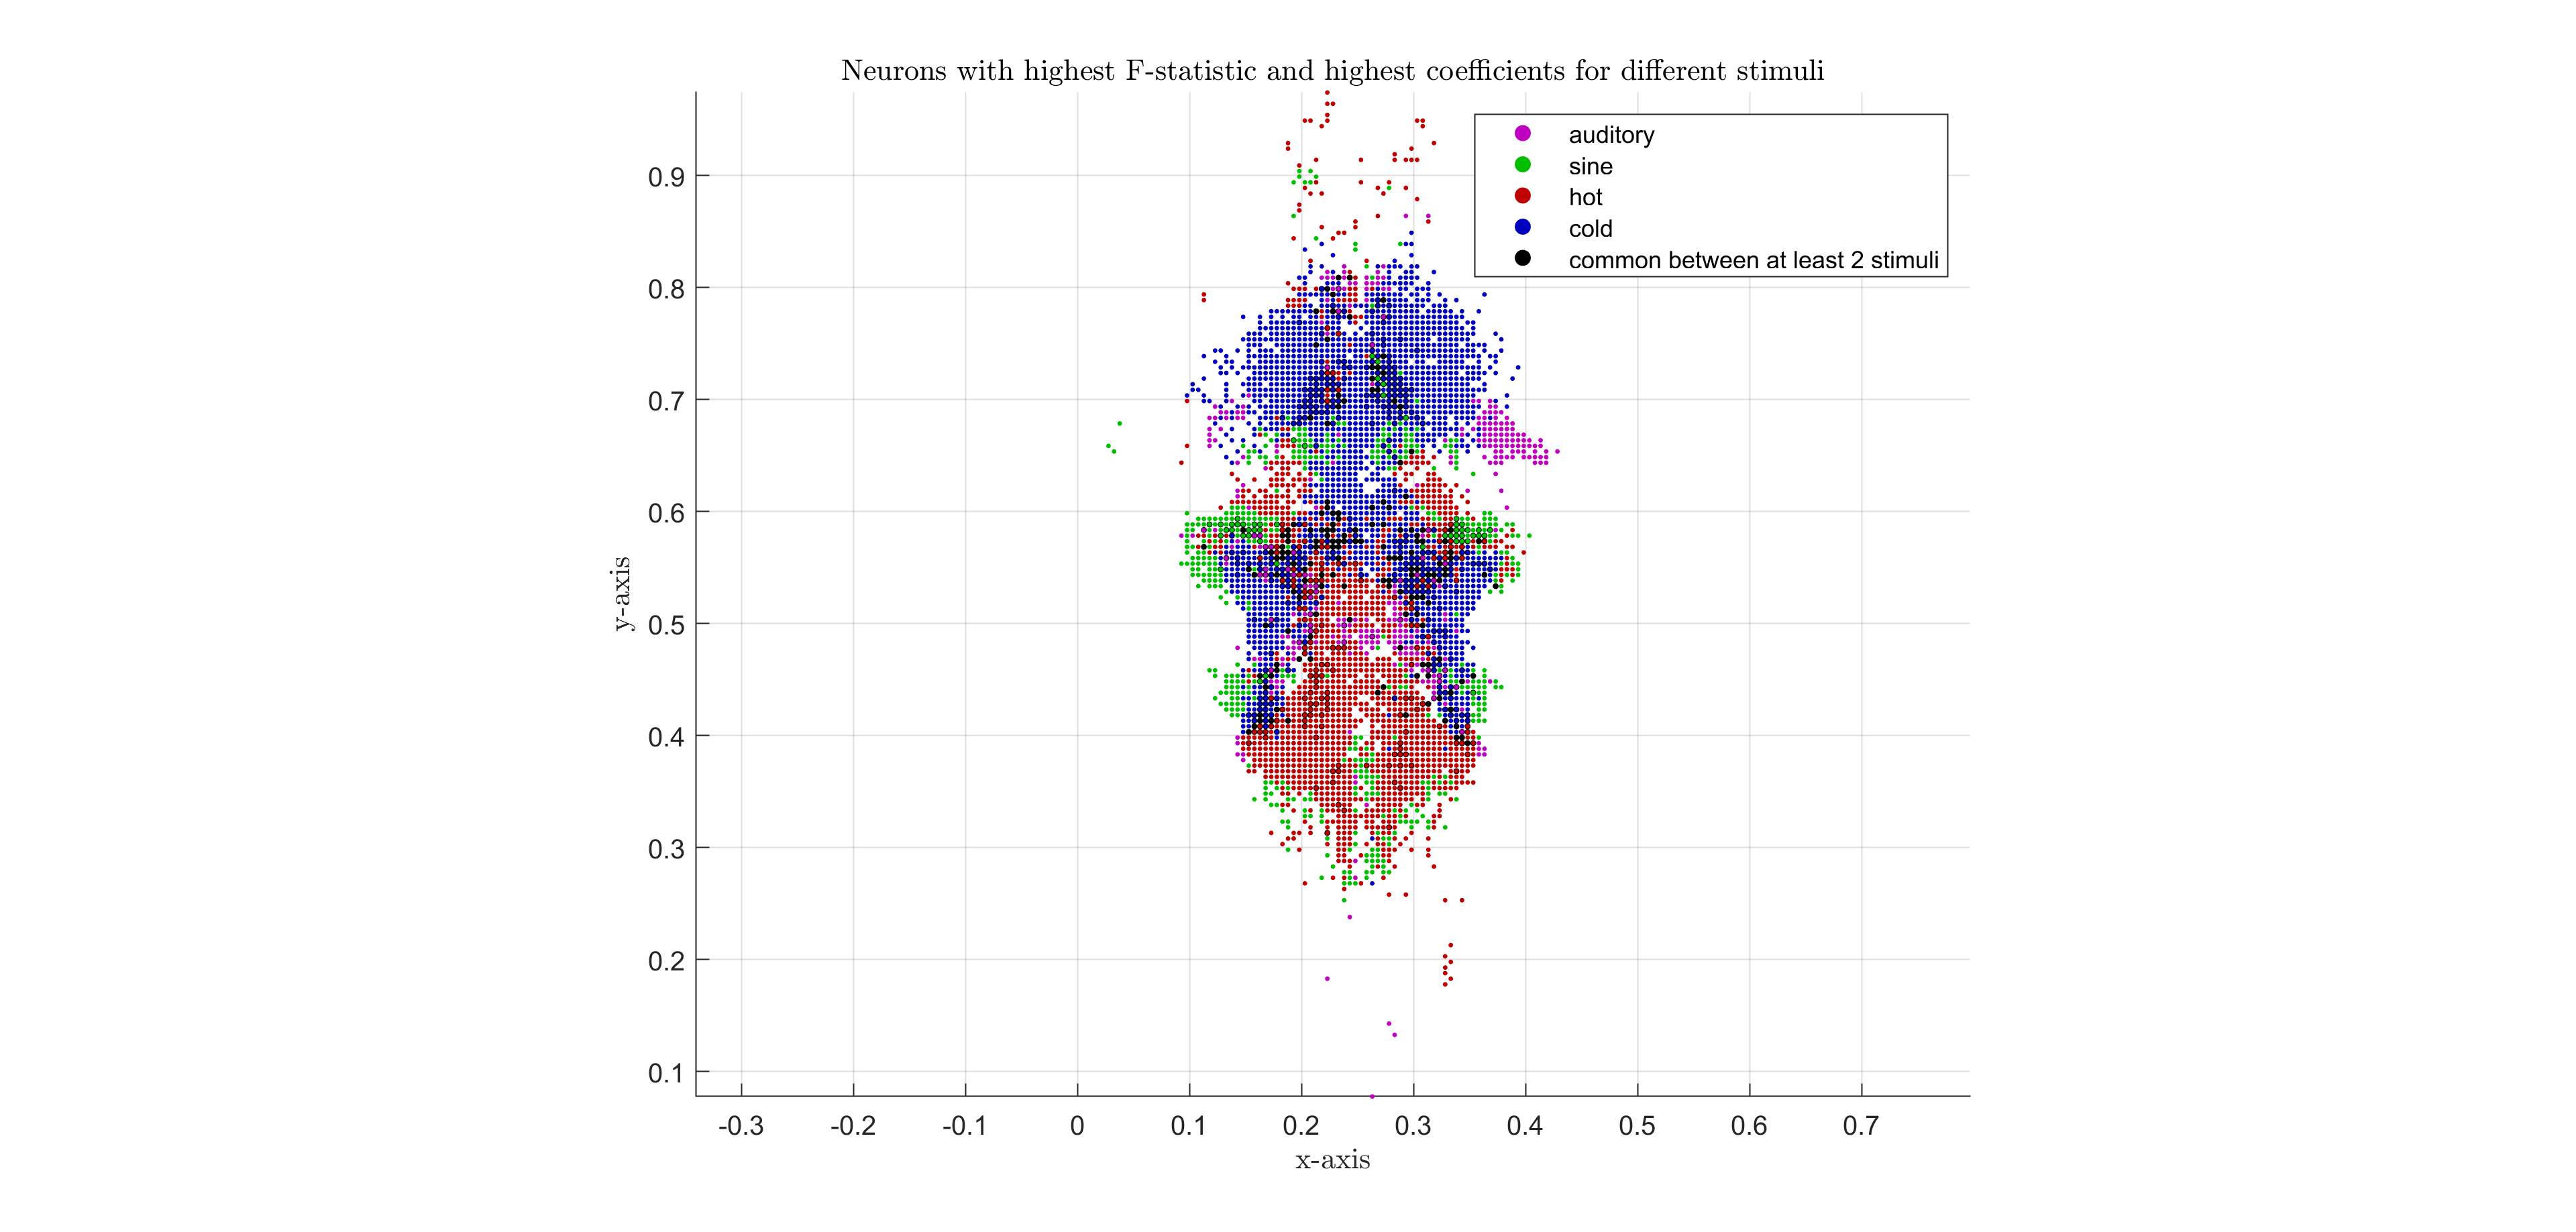 Neurons with highest F-statistic and highest coefficients for different stimuli
auditory
sine
hot
cold
common between at least 2 stimuli
0.9
0.8
0.7
0.6
0.5
0.4
0.3
0.2
0.1
y-axis
-0.3 -0.2 -0.1 0 0.1 0.2 0.3 0.4 0.5 0.6 0.7
x-axis